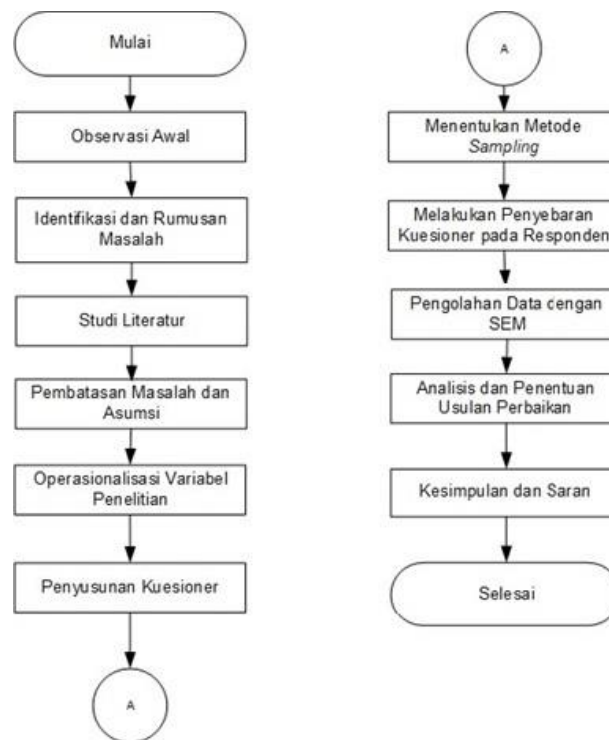 Mulai
Observasi Awal
Identifikasi dan Rumusan
Masalah
Studi Literatur
Pembatasan Masalah dan
Asumsi
Operasionalisasi Variabel
Penelitian
Penyusunan Kuesioner
A
A
Menentukan Metode
Sampling
Melakukan Penyebaran
Kuesioner pada Responden
Pengolahan Data dengan
SEM
Analisis dan Penentuan
Usulan Perbaikan
Kesimpulan dan Saran
Selesai